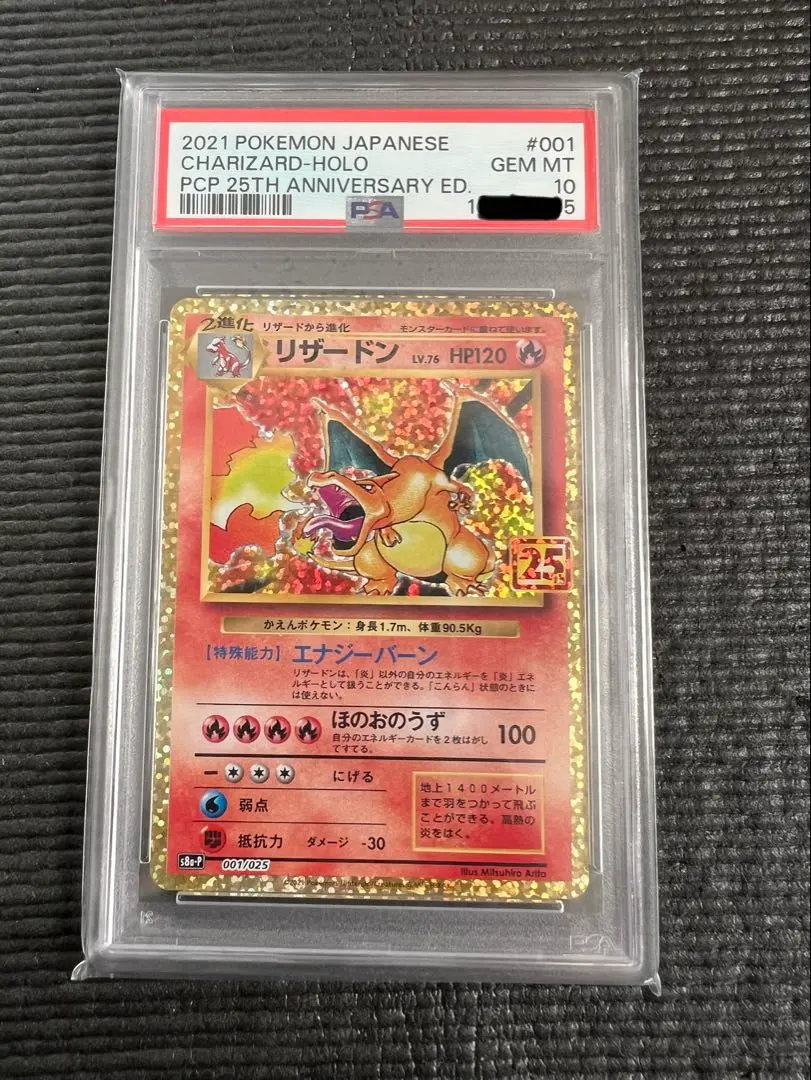 2021 POKEMON JAPANESE #001
CHARIZARD-HOLO GEM MT
PCP 25TH ANNIVERSARY ED. 10
PSA
2進化 リザードから進化 モンスターカードに重ねて使います。
リザードン LV.76 HP120
25th
かえんポケモン：身長1.7m、体重90.5Kg
【特殊能力】 エナジーバーン
リザードンは、「炎」以外の自分のエネルギーを「炎」エネ
ルギーとして扱うことができる。「こんらん」状態のときに
は使えない。
ほのおのうず 100
自分のエネルギーカードを2枚はがし
てすてる。
にげる
弱点
抵抗力 ダメージ -30
地上1400メートル
まで羽をつかって飛ぶ
ことができる。高熱の
炎をはく。
s8a-P 001/025
Illus Mitsuhiro Arita
©2021 Pokémon/Nintendo/Creatures/GAME FREAK
PSA